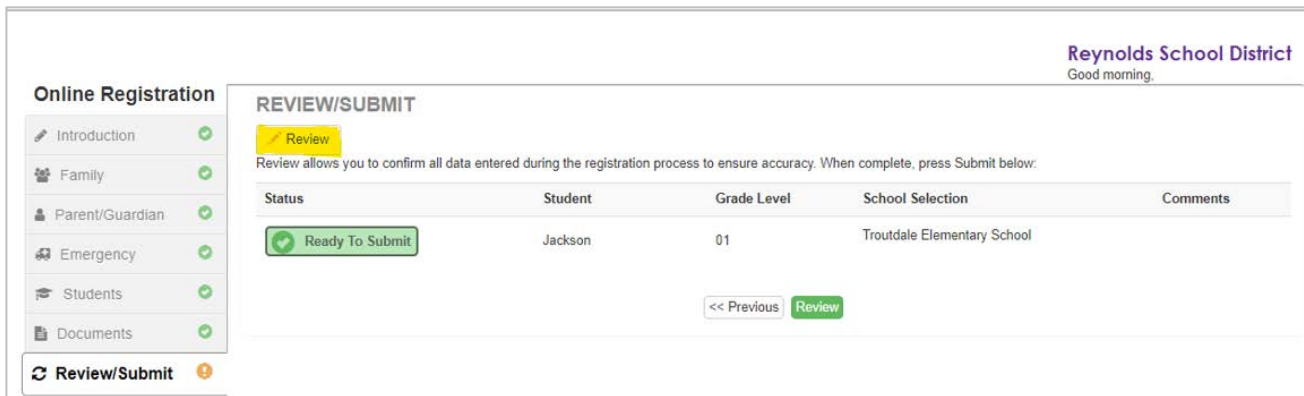 Reynolds School District
Good morning,
Online Registration
Introduction
Family
Parent/Guardian
Emergency
Students
Documents
Review/Submit
REVIEW/SUBMIT
Review
Review allows you to confirm all data entered during the registration process to ensure accuracy. When complete, press Submit below:
Status Student Grade Level School Selection Comments
Ready To Submit Jackson 01 Troutdale Elementary School
<< Previous Review